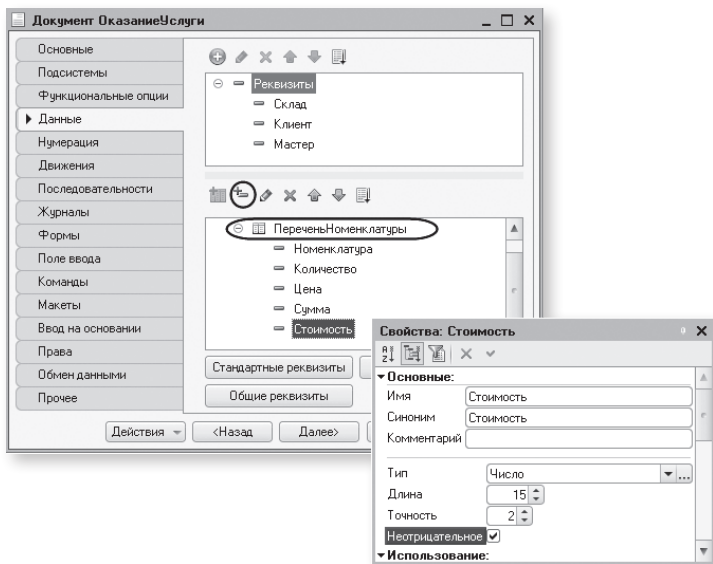 Документ ОказаниеУслуги
Основные
Подсистемы
Функциональные опции
Данные
Нумерация
Движения
Последовательности
Журналы
Формы
Поле ввода
Команды
Макеты
Ввод на основании
Права
Обмен данными
Прочее
Реквизиты
Склад
Клиент
Мастер
ПереченьНоменклатуры
Номенклатура
Количество
Цена
Сумма
Стоимость
Стандартные реквизиты
Общие реквизиты
Действия
<Назад
Далее>
Свойства: Стоимость
Основные:
Имя Стоимость
Синоним Стоимость
Комментарий
Тип Число
Длина 15
Точность 2
Неотрицательное
Использование: